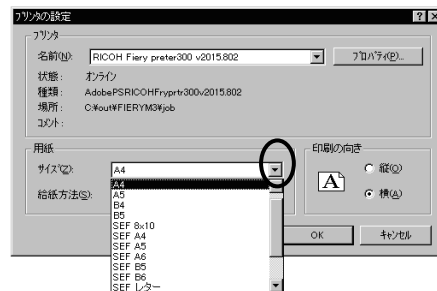 プリンタの設定
プリンタ
名前(N):
RICOH Fiery preter300 v2015.802
プロパティ(P)...
状態: オンライン
種類: AdobePSRICOHFryprtr300v2015.802
場所: C:¥out¥FIERYM3¥job
コメント:
用紙
印刷の向き
サイズ(Z):
A4
縦(O)
A
横(A)
給紙方法(S):
A4
A5
B4
B5
SEF 8×10
SEF A4
SEF A5
SEF A6
SEF B5
SEF B6
SEF レター
OK
キャンセル